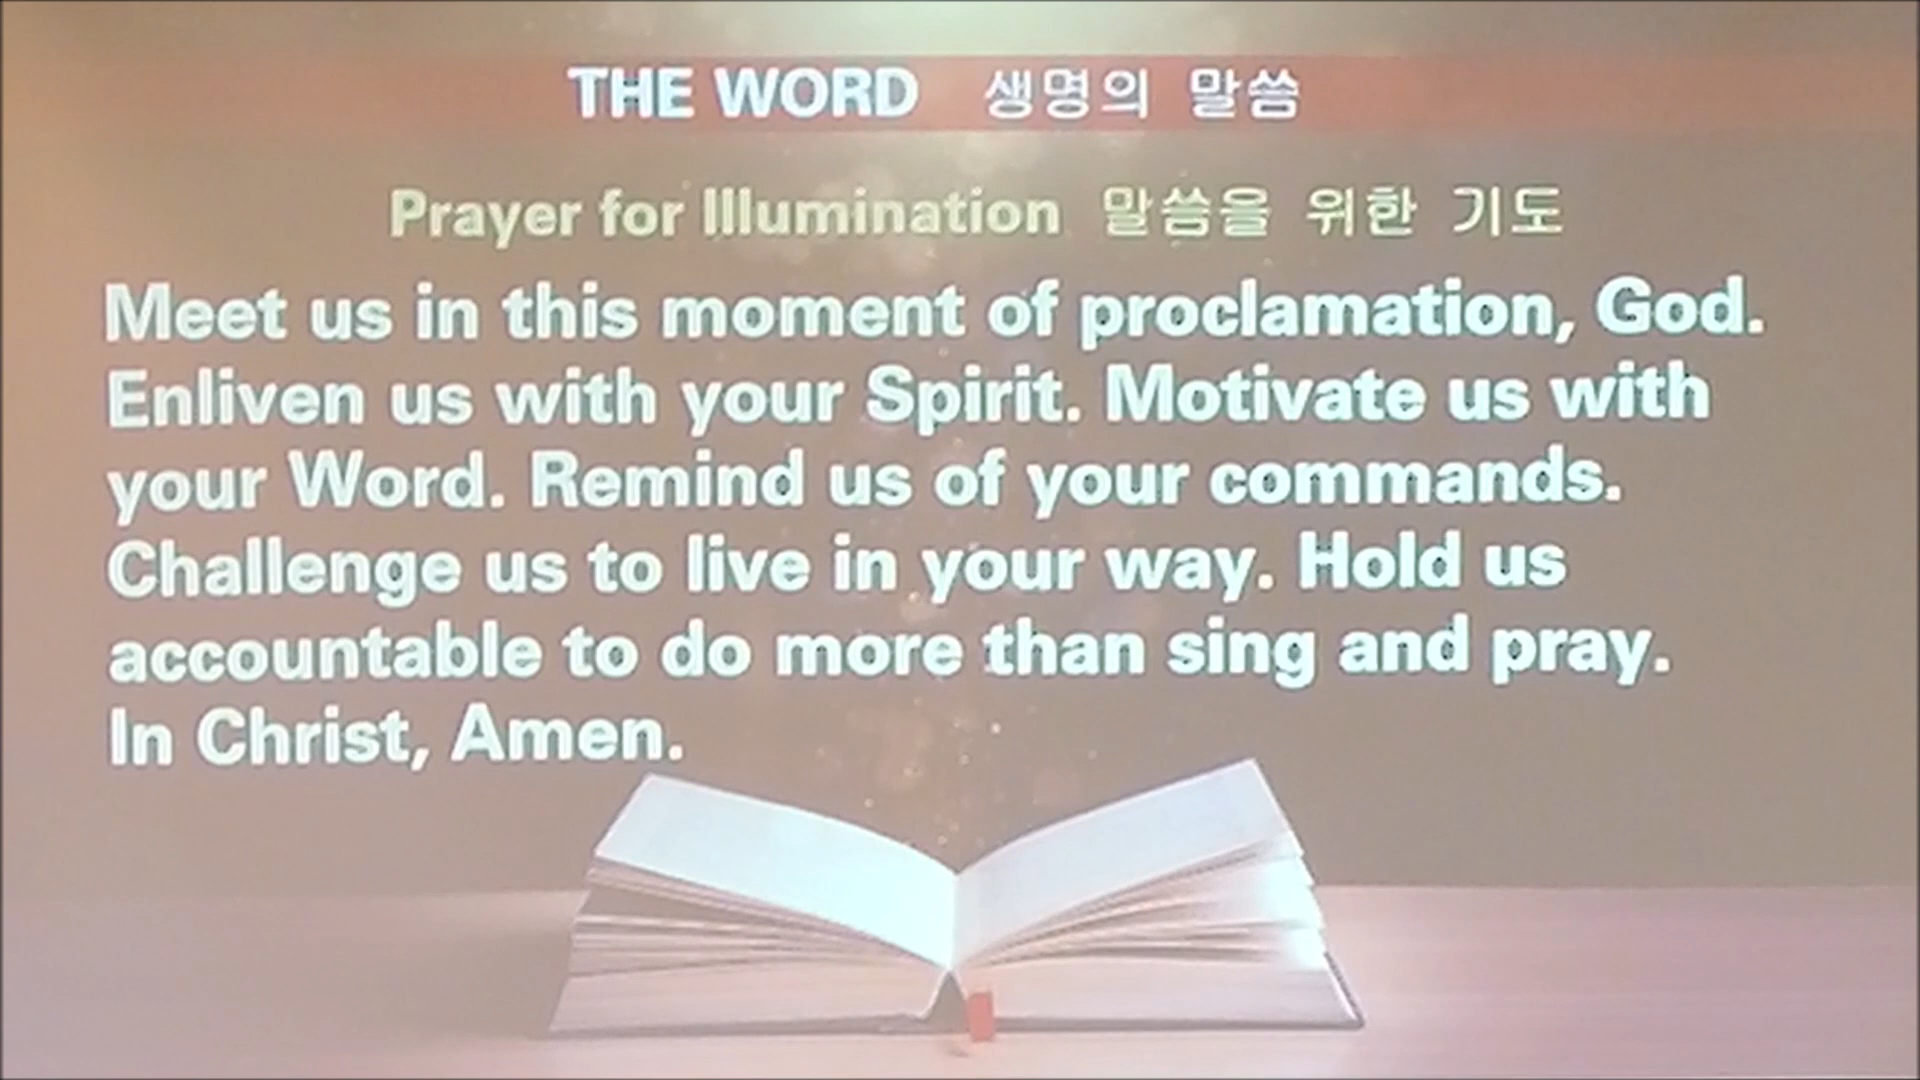 THE WORD 생명의 말씀
Prayer for Illumination 말씀을 위한 기도
Meet us in this moment of proclamation, God.
Enliven us with your Spirit. Motivate us with
your Word. Remind us of your commands.
Challenge us to live in your way. Hold us
accountable to do more than sing and pray.
In Christ, Amen.